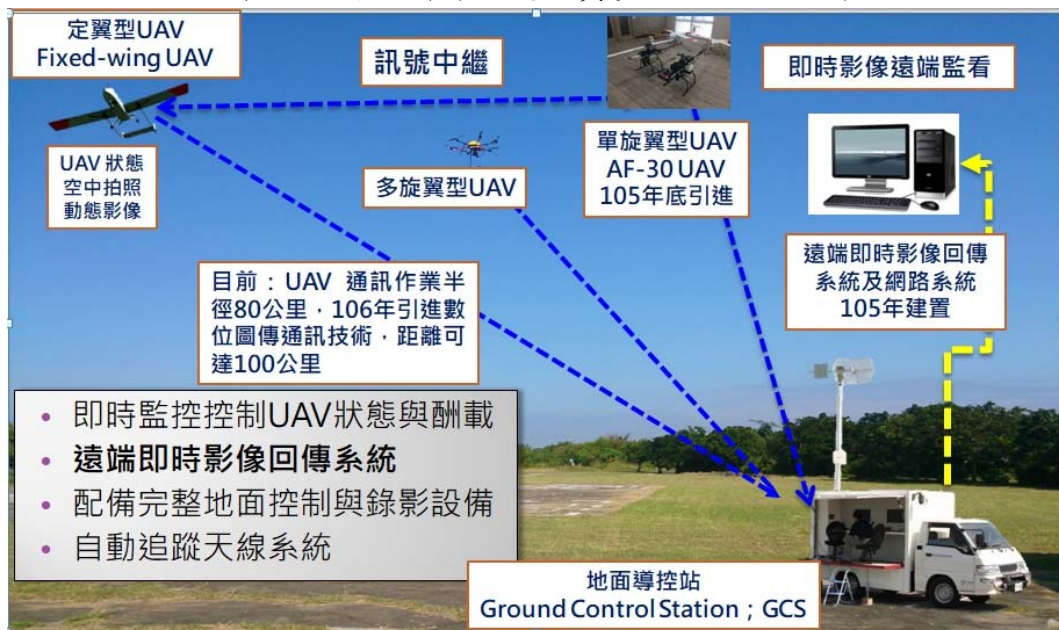 定翼型UAV
Fixed-wing UAV
訊號中繼
即時影像遠端監看
UAV 狀態
空中拍照
動態影像
多旋翼型UAV
單旋翼型UAV
AF-30 UAV
105年底引進
遠端即時影像回傳
系統及網路系統
105年建置
目前：UAV 通訊作業半
徑80公里，106年引進數
位圖傳通訊技術，距離可
達100公里
• 即時監控控制UAV狀態與酬載
• 遠端即時影像回傳系統
• 配備完整地面控制與錄影設備
• 自動追蹤天線系統
地面導控站
Ground Control Station；GCS